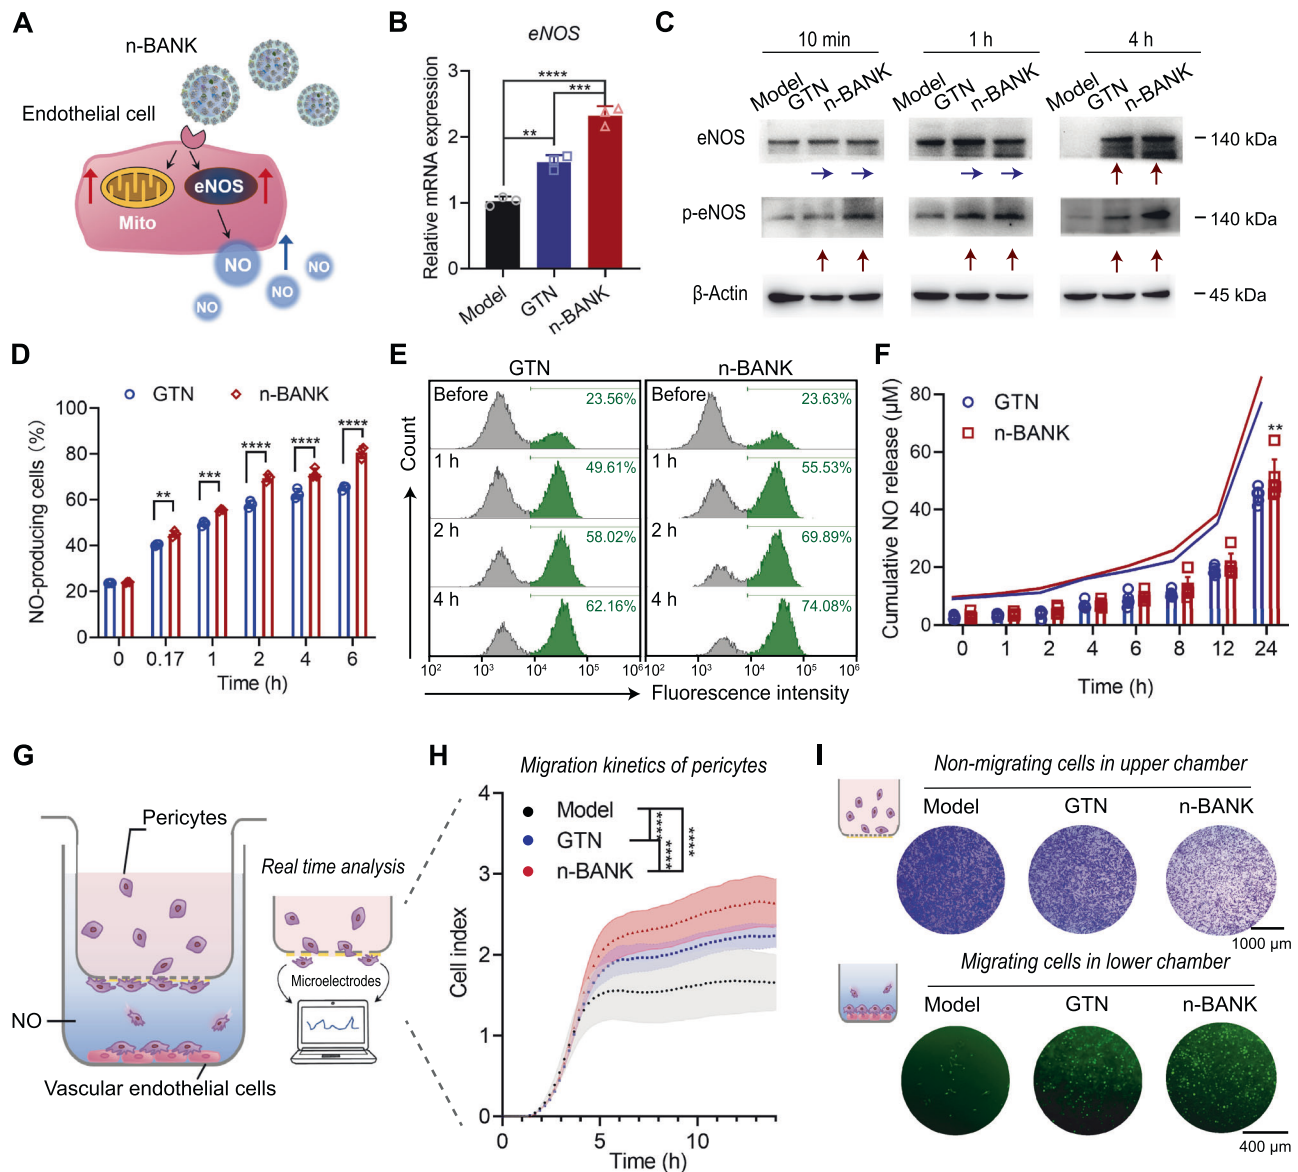 A
n-BANK
Endothelial cell
eNOS
Mito
NO
NO
NO
NO
B
eNOS
Relative mRNA expression
3
2
1
0
****
***
**
Model
GTN
n-BANK
C
10 min
1 h
4 h
Model
GTN
n-BANK
Model
GTN
n-BANK
Model
GTN
n-BANK
eNOS
140 kDa
p-eNOS
140 kDa
β-Actin
45 kDa
D
GTN
n-BANK
NO-producing cells (%)
100
80
60
40
20
0
**
***
****
****
****
0 0.17 1 2 4 6
Time (h)
E
GTN
n-BANK
Count
Before
23.56%
Before
23.63%
1 h
49.61%
1 h
55.53%
2 h
58.02%
2 h
69.89%
4 h
62.16%
4 h
74.08%
10² 10³ 10⁴ 10⁵ 10⁶
10² 10³ 10⁴ 10⁵ 10⁶
Fluorescence intensity
F
Cumulative NO release (µM)
80
60
40
20
0
GTN
n-BANK
**
0 1 2 4 6 8 12 24
Time (h)
G
Pericytes
Real time analysis
Microelectrodes
NO
Vascular endothelial cells
H
Migration kinetics of pericytes
Cell index
4
3
2
1
0
Model
GTN
n-BANK
****
****
****
0 5 10
Time (h)
I
Non-migrating cells in upper chamber
Model
GTN
n-BANK
1000 µm
Migrating cells in lower chamber
Model
GTN
n-BANK
400 µm